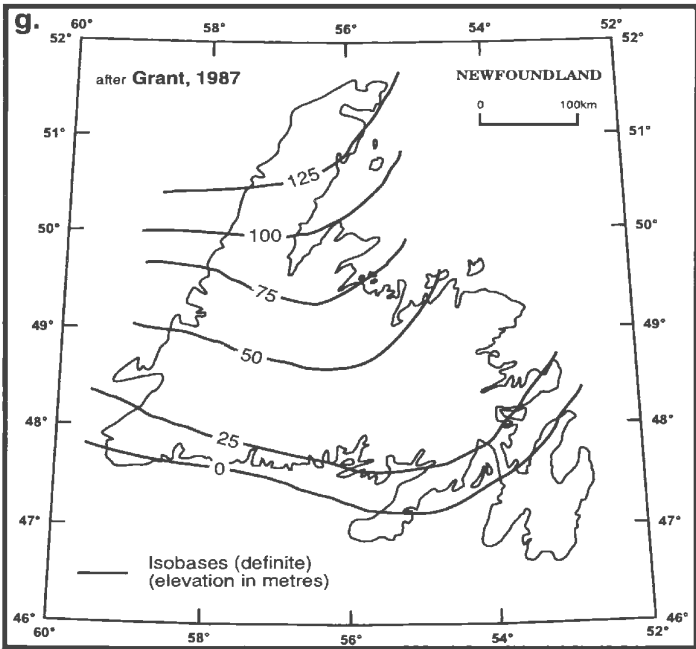 g.
60° 58° 56° 54° 52°
52° 52°
after Grant, 1987
NEWFOUNDLAND
0 100km
51° 51°
125
50° 50°
100
75
49° 49°
50
48° 48°
25
0
47° 47°
Isobases (definite)
(elevation in metres)
46° 46°
60° 58° 56° 54° 52°